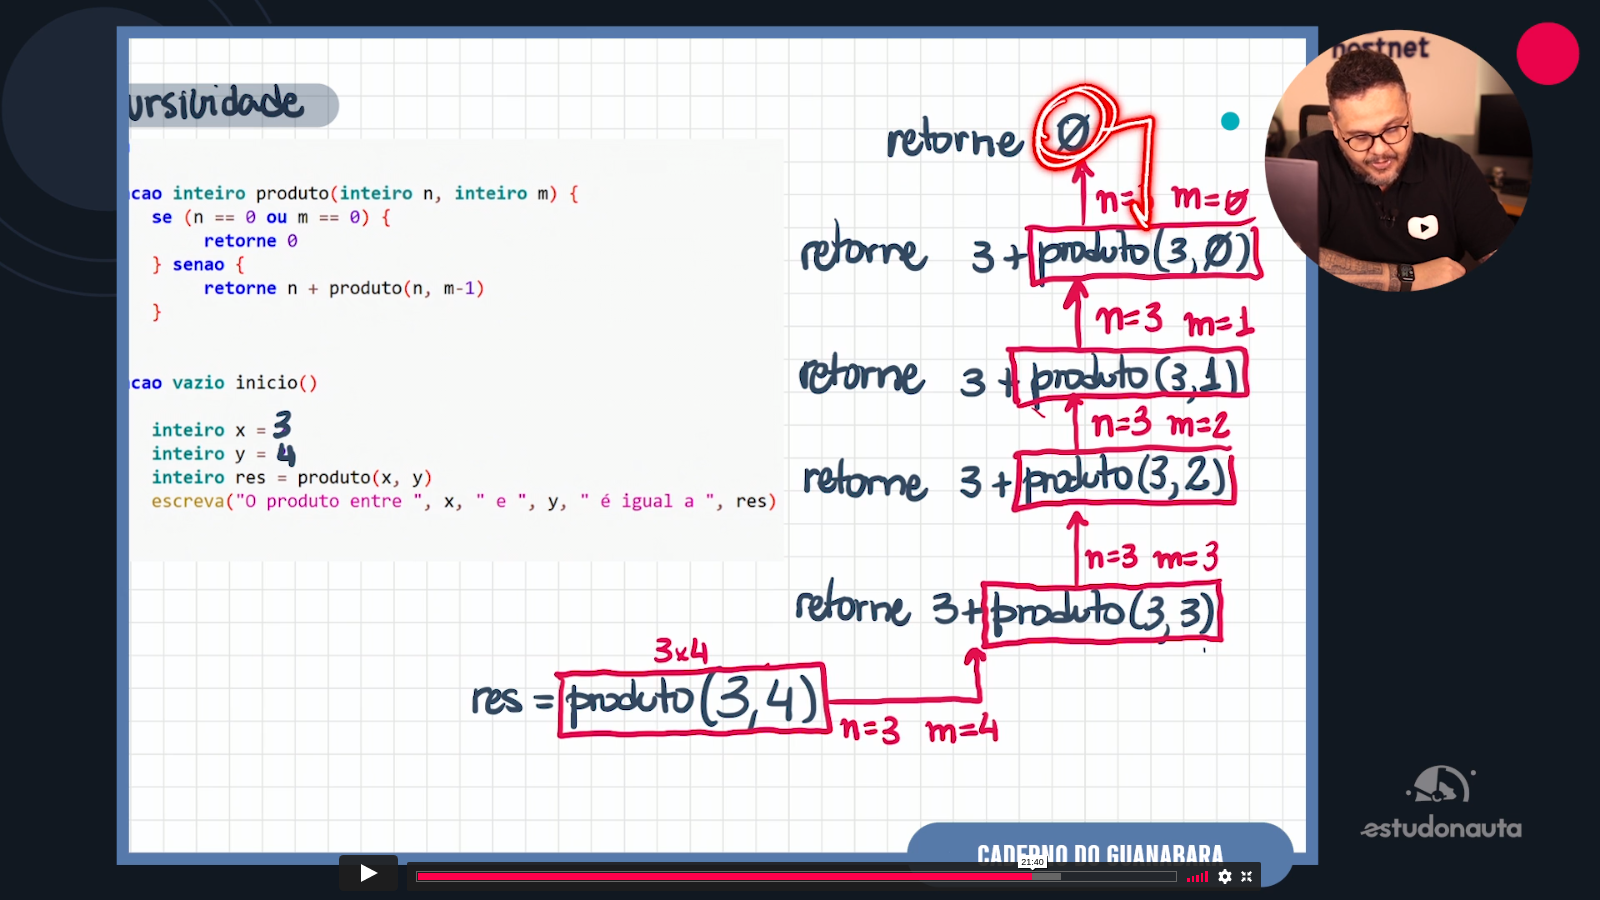 ursividade
cao inteiro produto(inteiro n, inteiro m) {
se (n == 0 ou m == 0) {
retorne 0
} senao {
retorne n + produto(n, m-1)
}
cao vazio inicio()
inteiro x = 3
inteiro y = 4
inteiro res = produto(x, y)
escreva("O produto entre ", x, " e ", y, " é igual a ", res)
retorne Ø
n= m=Ø
retorne 3+produto(3,Ø)
n=3 m=1
retorne 3+produto(3,1)
n=3 m=2
retorne 3+produto(3,2)
n=3 m=3
retorne 3+produto(3,3)
3x4
res = produto(3,4)
n=3 m=4
hostnet
estudonauta
CADERNO DO GUANABARA
21:40